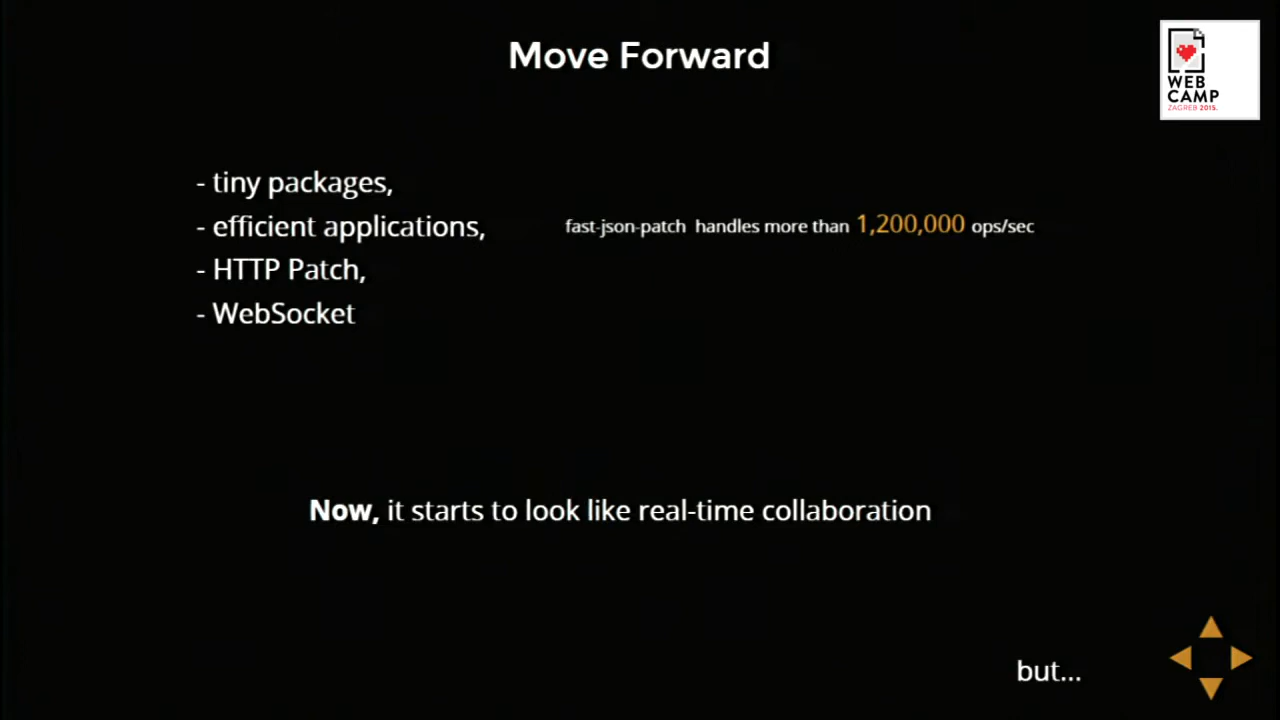 Move Forward
WEB
CAMP
ZAGREB 2015.
- tiny packages,
- efficient applications,
fast-json-patch handles more than 1,200,000 ops/sec
- HTTP Patch,
- WebSocket
Now, it starts to look like real-time collaboration
but...